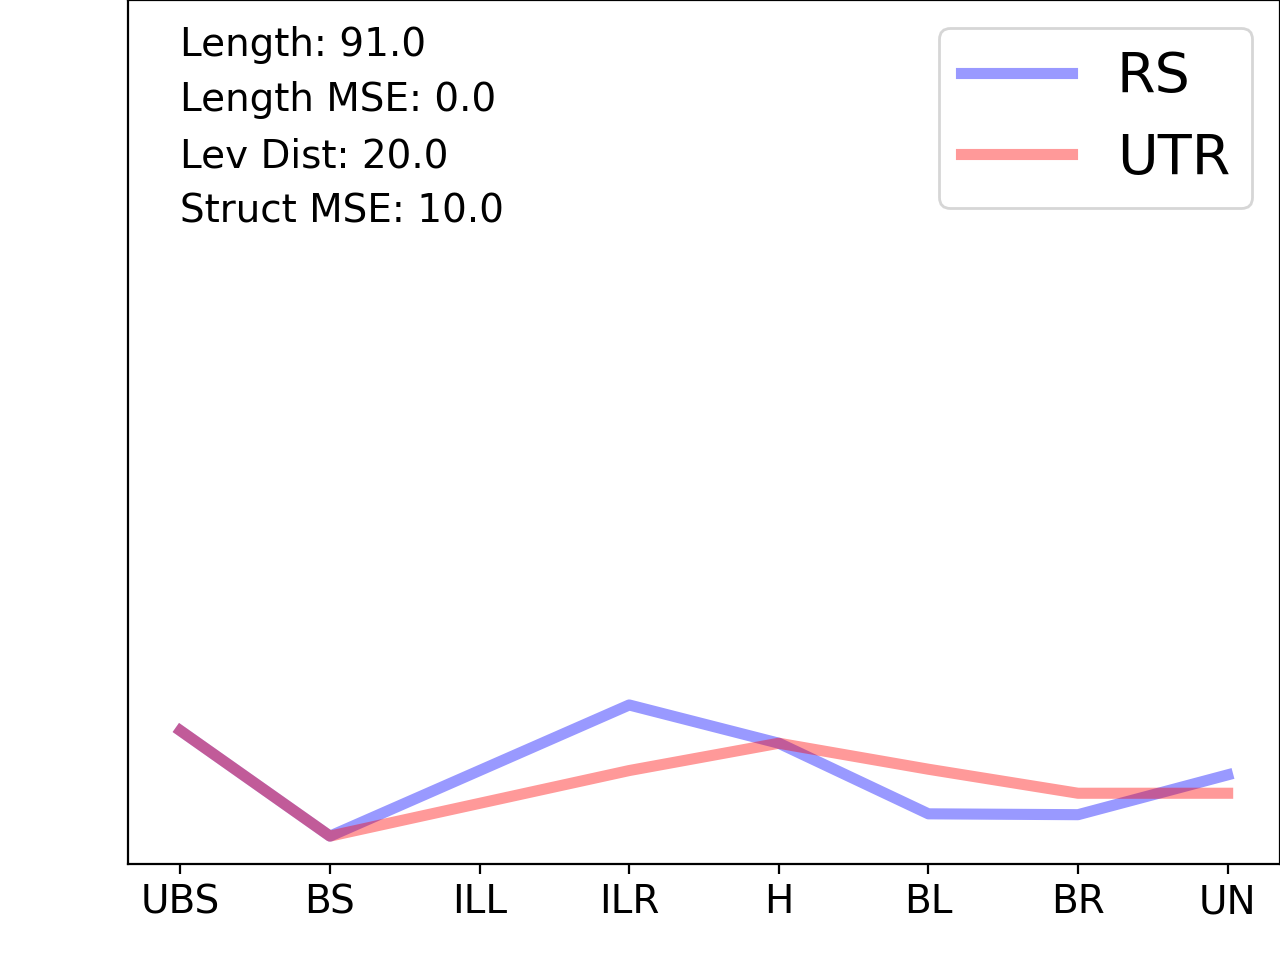 Length: 91.0
Length MSE: 0.0
Lev Dist: 20.0
Struct MSE: 10.0
RS
UTR
UBS BS ILL ILR H BL BR UN